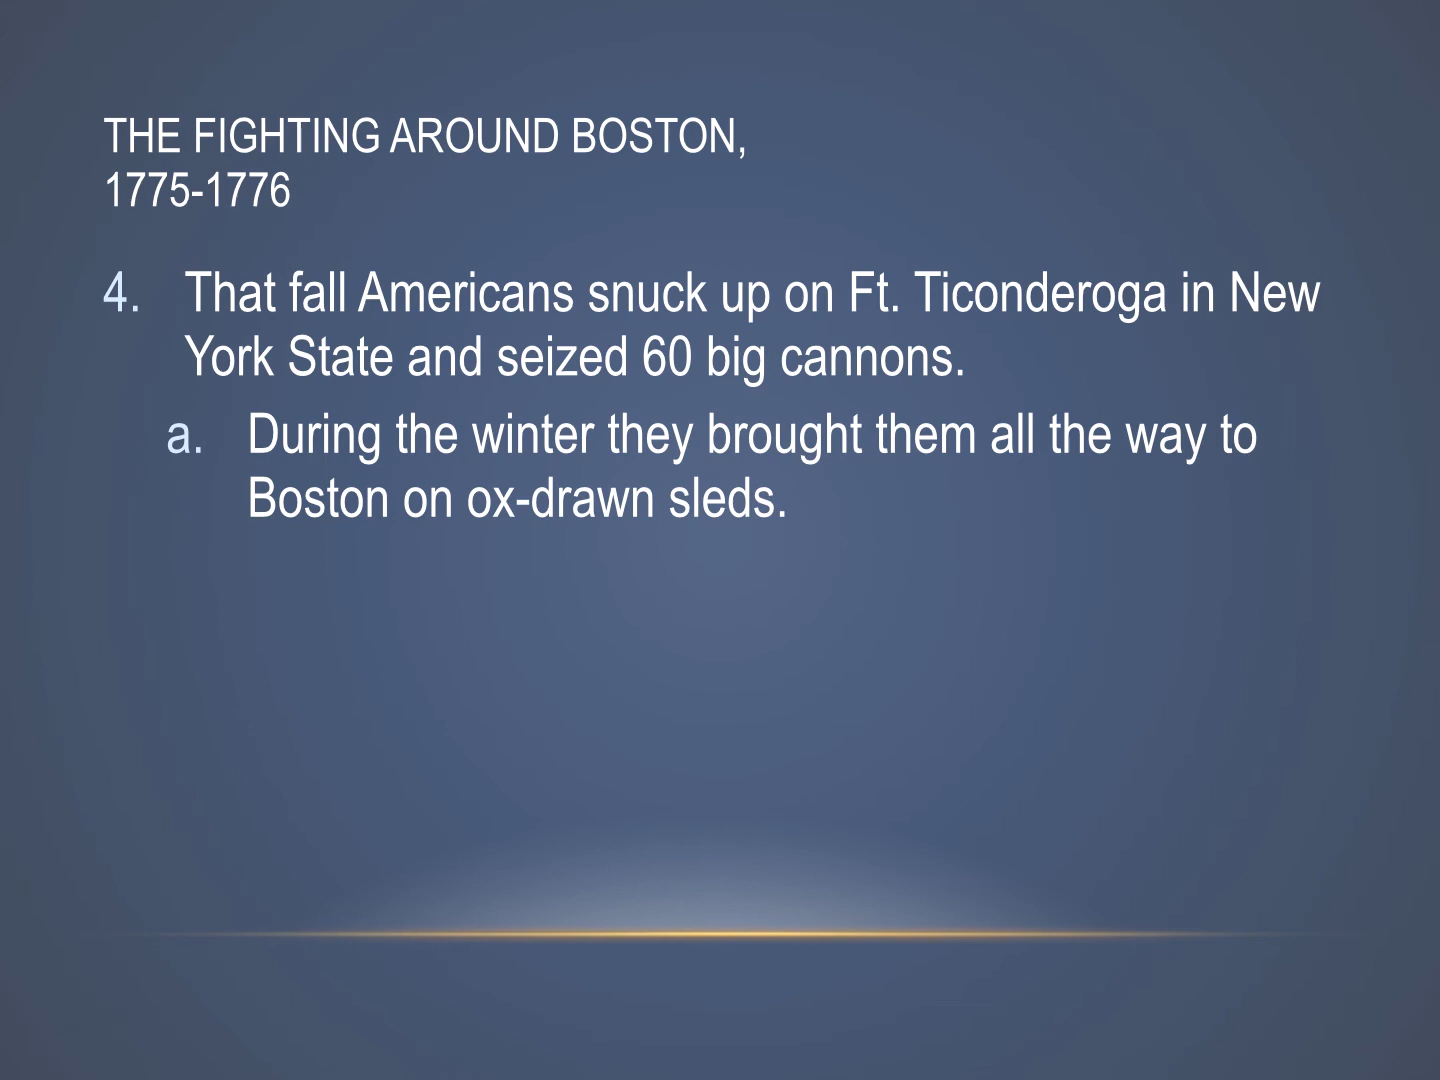 THE FIGHTING AROUND BOSTON,
1775-1776
4. That fall Americans snuck up on Ft. Ticonderoga in New
York State and seized 60 big cannons.
a. During the winter they brought them all the way to
Boston on ox-drawn sleds.